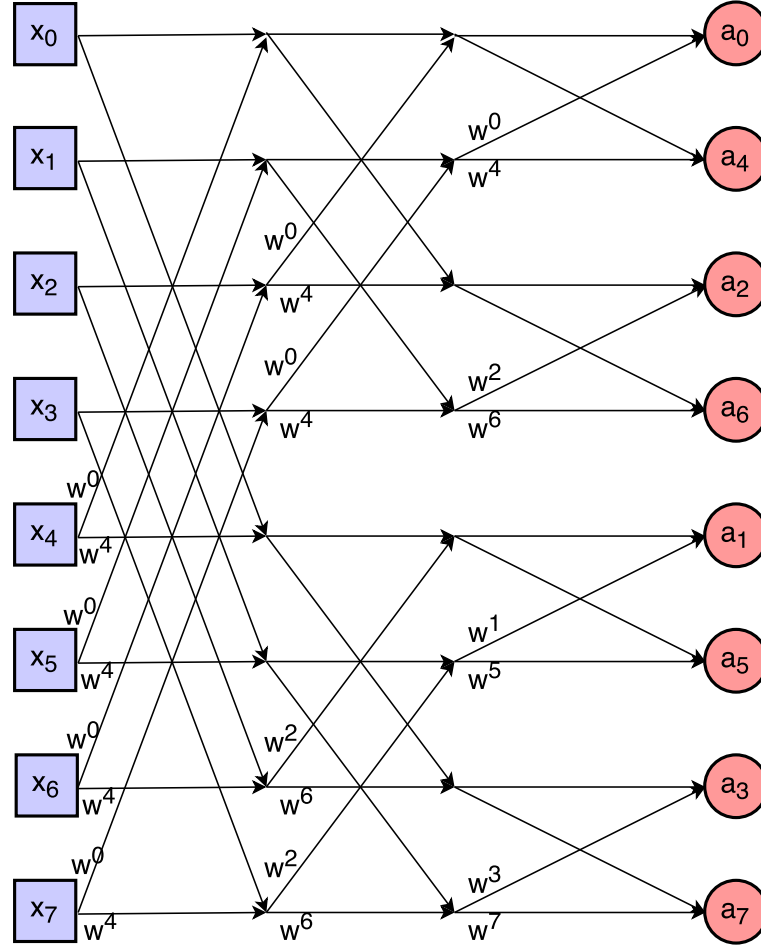 x₀ a₀
w⁰
x₁ w⁴ a₄
w⁰
x₂ w⁴ a₂
w⁰ w²
x₃ w⁴ w⁶ a₆
w⁰
x₄ w⁴ a₁
w⁰ w¹
x₅ w⁴ w⁵ a₅
w⁰ w²
x₆ w⁴ w⁶ a₃
w⁰ w² w³
x₇ w⁴ w⁶ w⁷ a₇